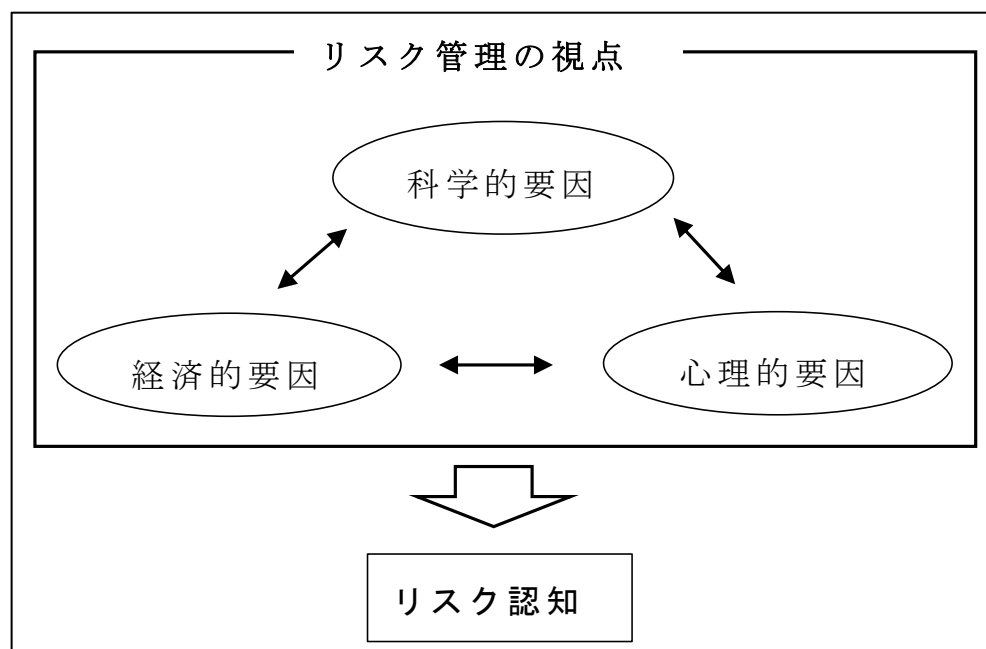 リスク管理の視点
科学的要因
経済的要因
心理的要因
リスク認知